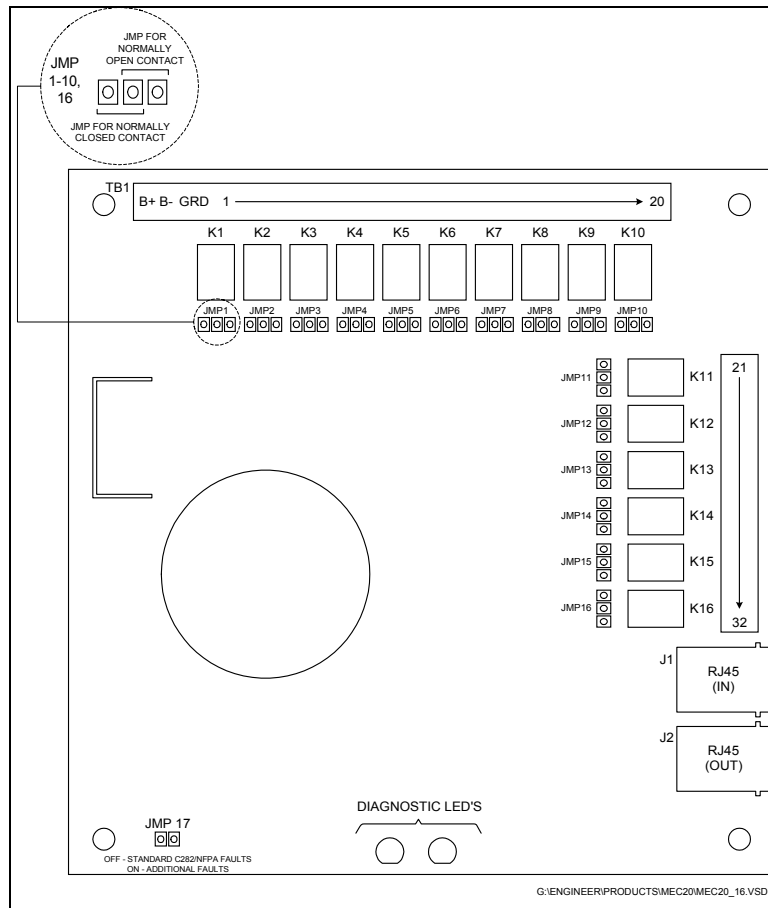 JMP FOR
NORMALLY
OPEN CONTACT
JMP
1-10,
16
JMP FOR NORMALLY
CLOSED CONTACT
TB1
B+ B- GRD 1 20
K1 K2 K3 K4 K5 K6 K7 K8 K9 K10
JMP1 JMP2 JMP3 JMP4 JMP5 JMP6 JMP7 JMP8 JMP9 JMP10
21
JMP11 K11
JMP12 K12
JMP13 K13
JMP14 K14
JMP15 K15
JMP16 K16
32
J1
RJ45
(IN)
J2
RJ45
(OUT)
DIAGNOSTIC LED'S
JMP 17
OFF - STANDARD C282/NFPA FAULTS
ON - ADDITIONAL FAULTS
G:\ENGINEER\PRODUCTS\MEC20\MEC20_16.VSD